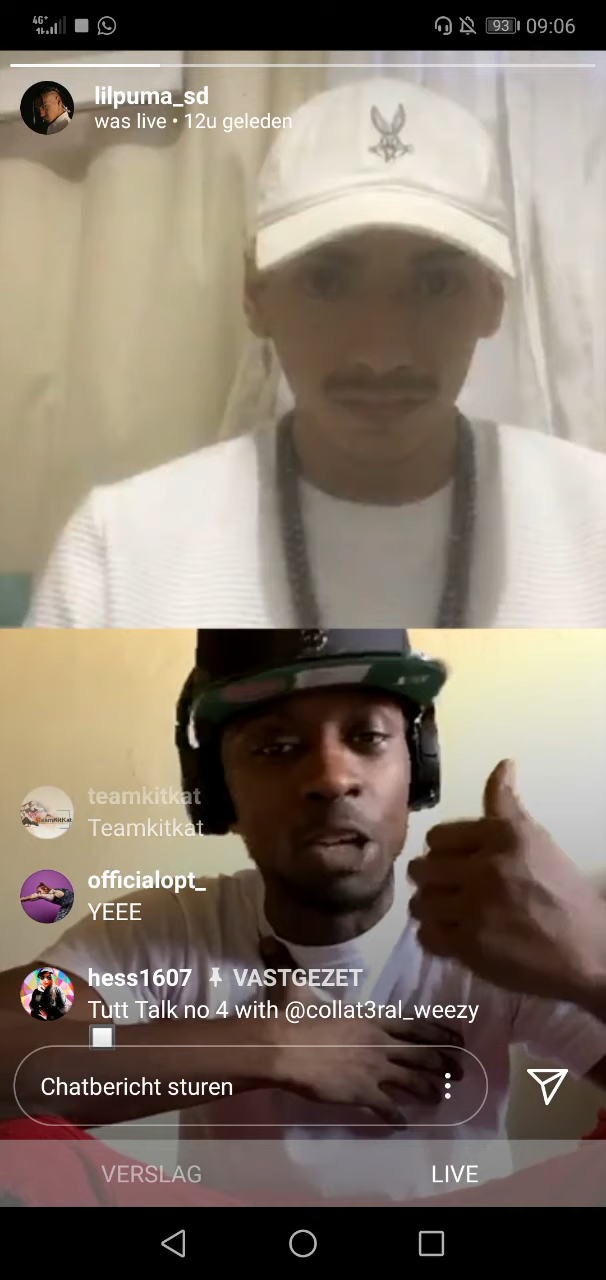 4G+
93
09:06
lilpuma_sd
was live • 12u geleden
teamkitkat
Teamkitkat
officialopt_
YEEE
hess1607 VASTGEZET
Tutt Talk no 4 with @collat3ral_weezy
Chatbericht sturen
VERSLAG
LIVE